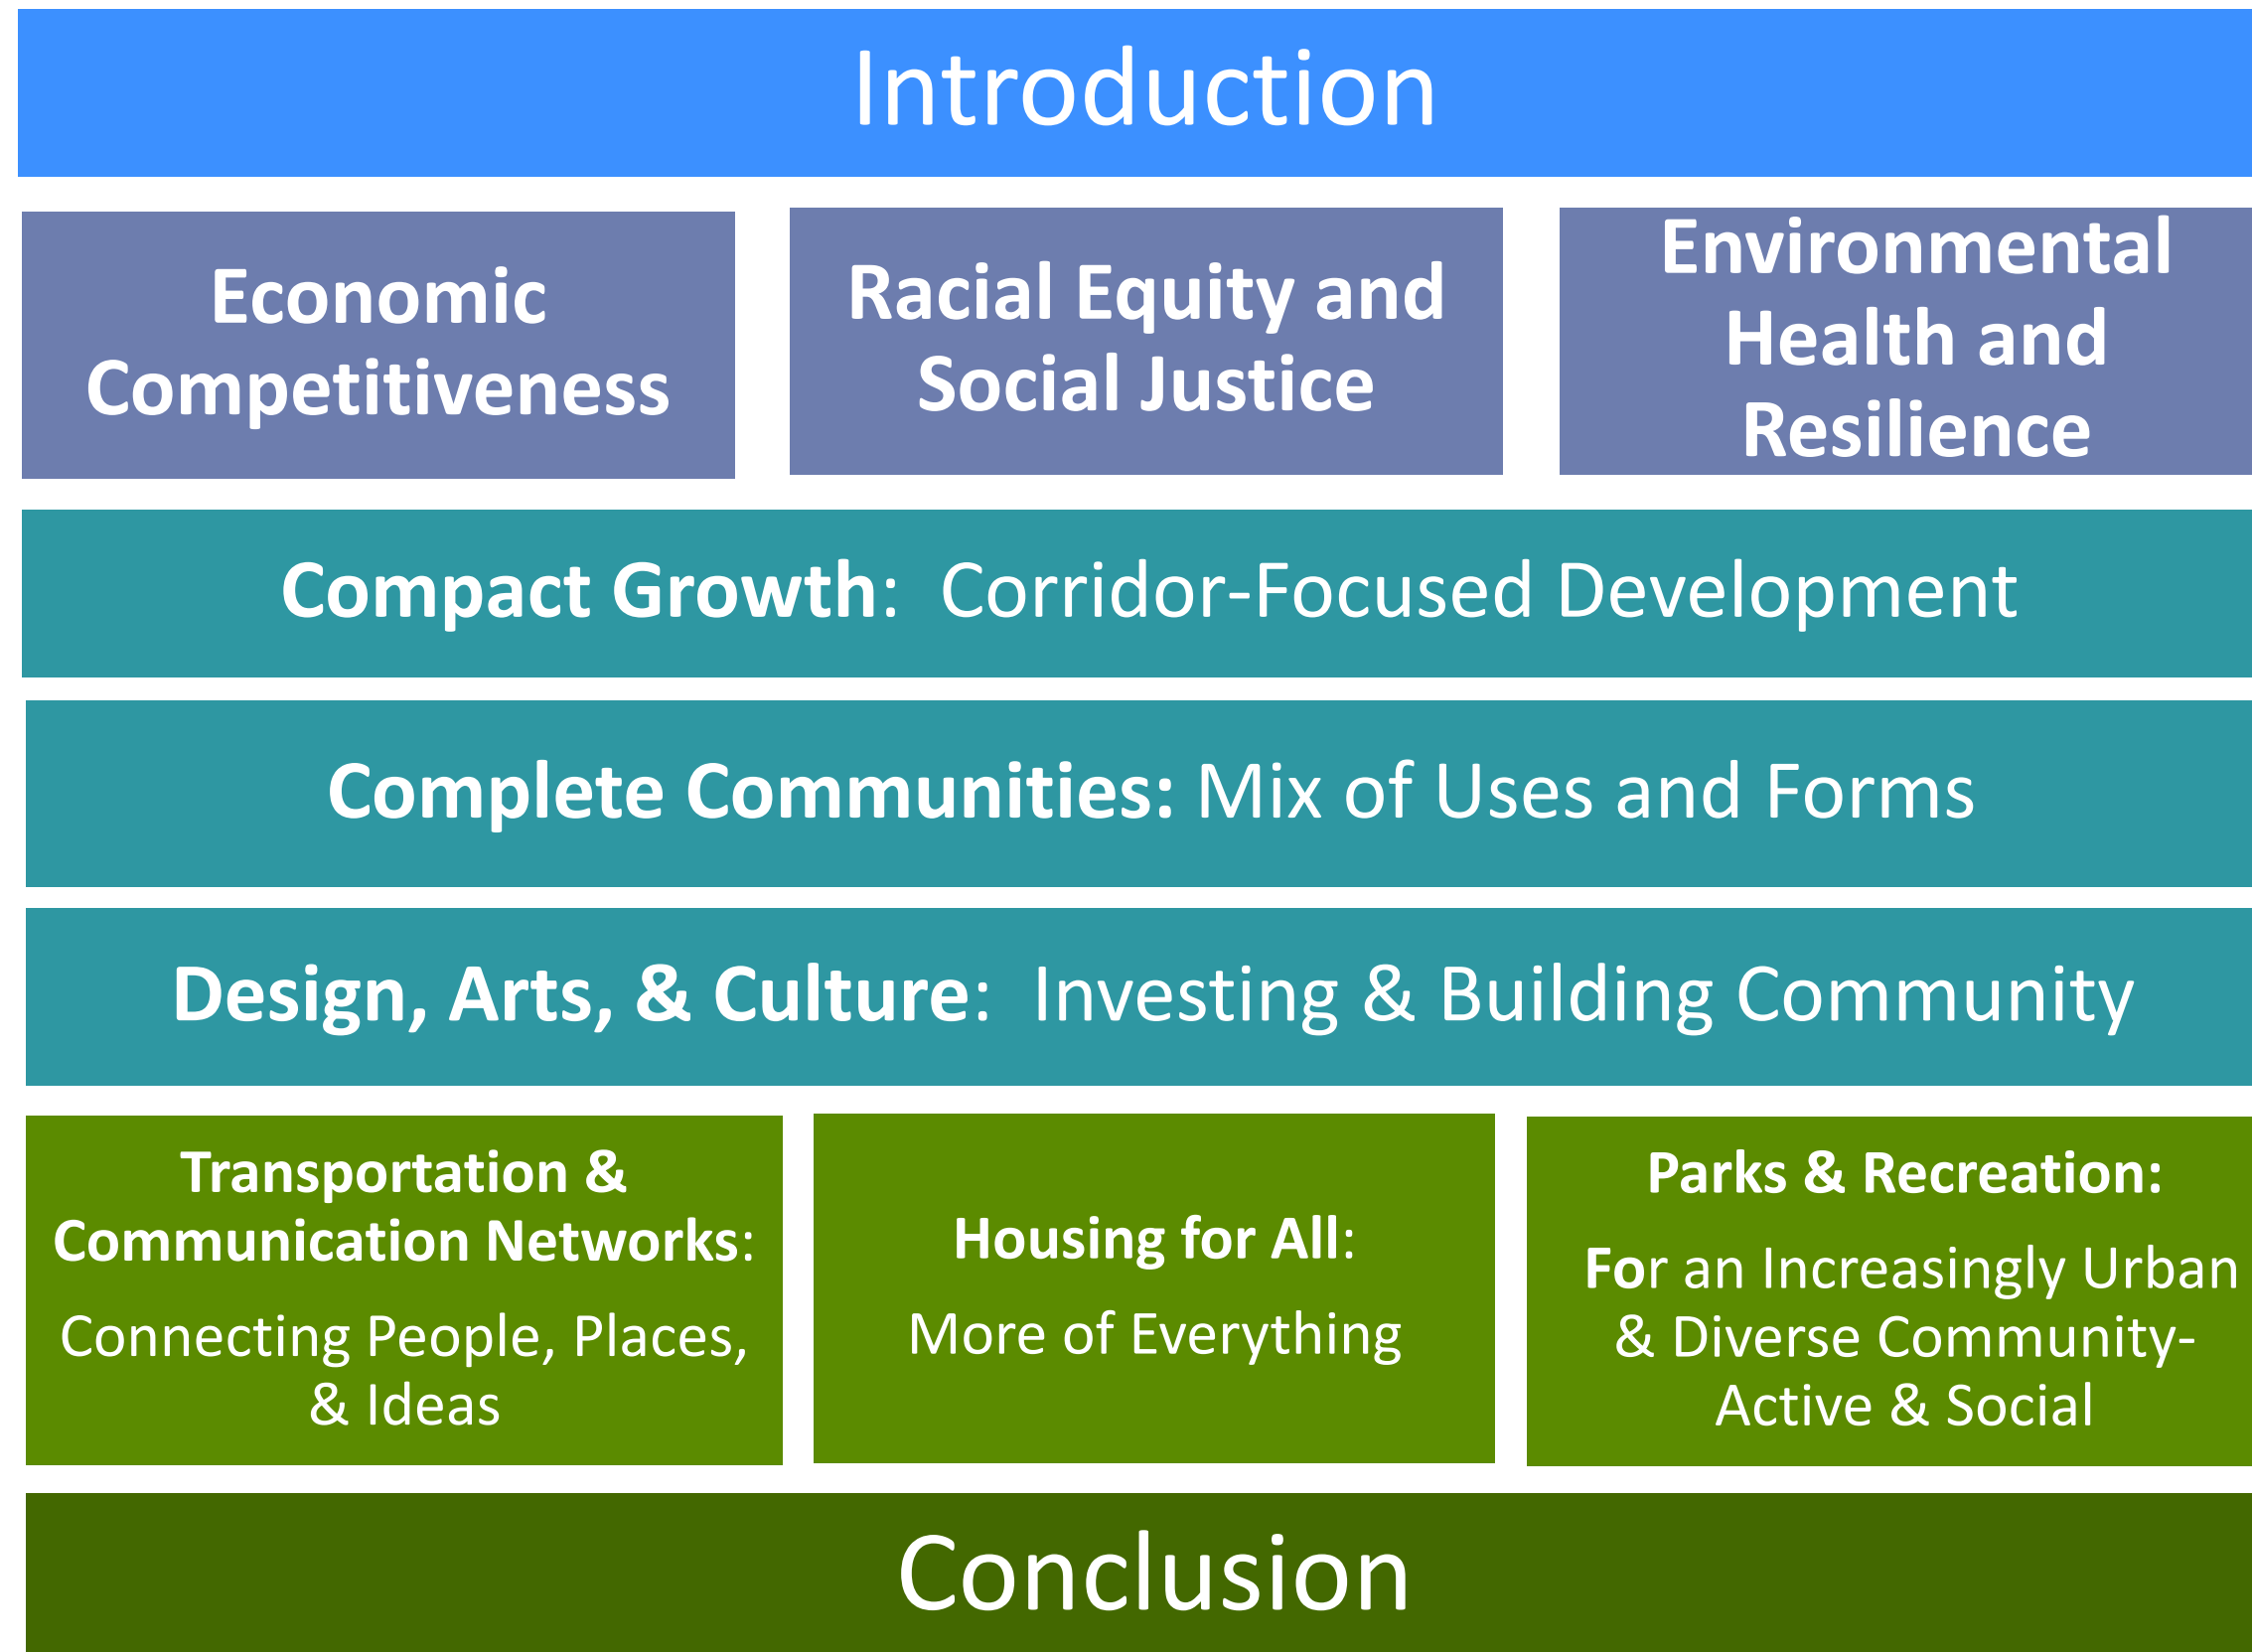 Introduction
Economic
Competitiveness
Racial Equity and
Social Justice
Environmental
Health and
Resilience
Compact Growth: Corridor-Focused Development
Complete Communities: Mix of Uses and Forms
Design, Arts, & Culture: Investing & Building Community
Transportation &
Communication Networks:
Connecting People, Places,
& Ideas
Housing for All:
More of Everything
Parks & Recreation:
For an Increasingly Urban
& Diverse Community-
Active & Social
Conclusion